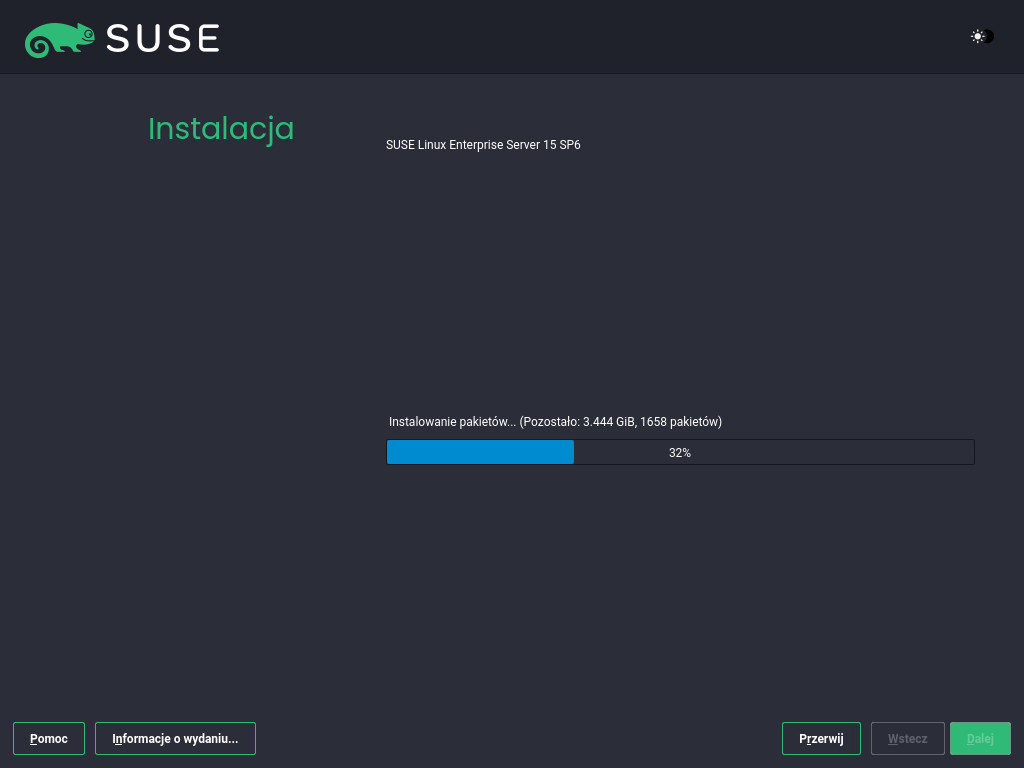 SUSE
Instalacja
SUSE Linux Enterprise Server 15 SP6
Instalowanie pakietów... (Pozostało: 3.444 GiB, 1658 pakietów)
32%
Pomoc
Informacje o wydaniu...
Przerwij
Wstecz
Dalej